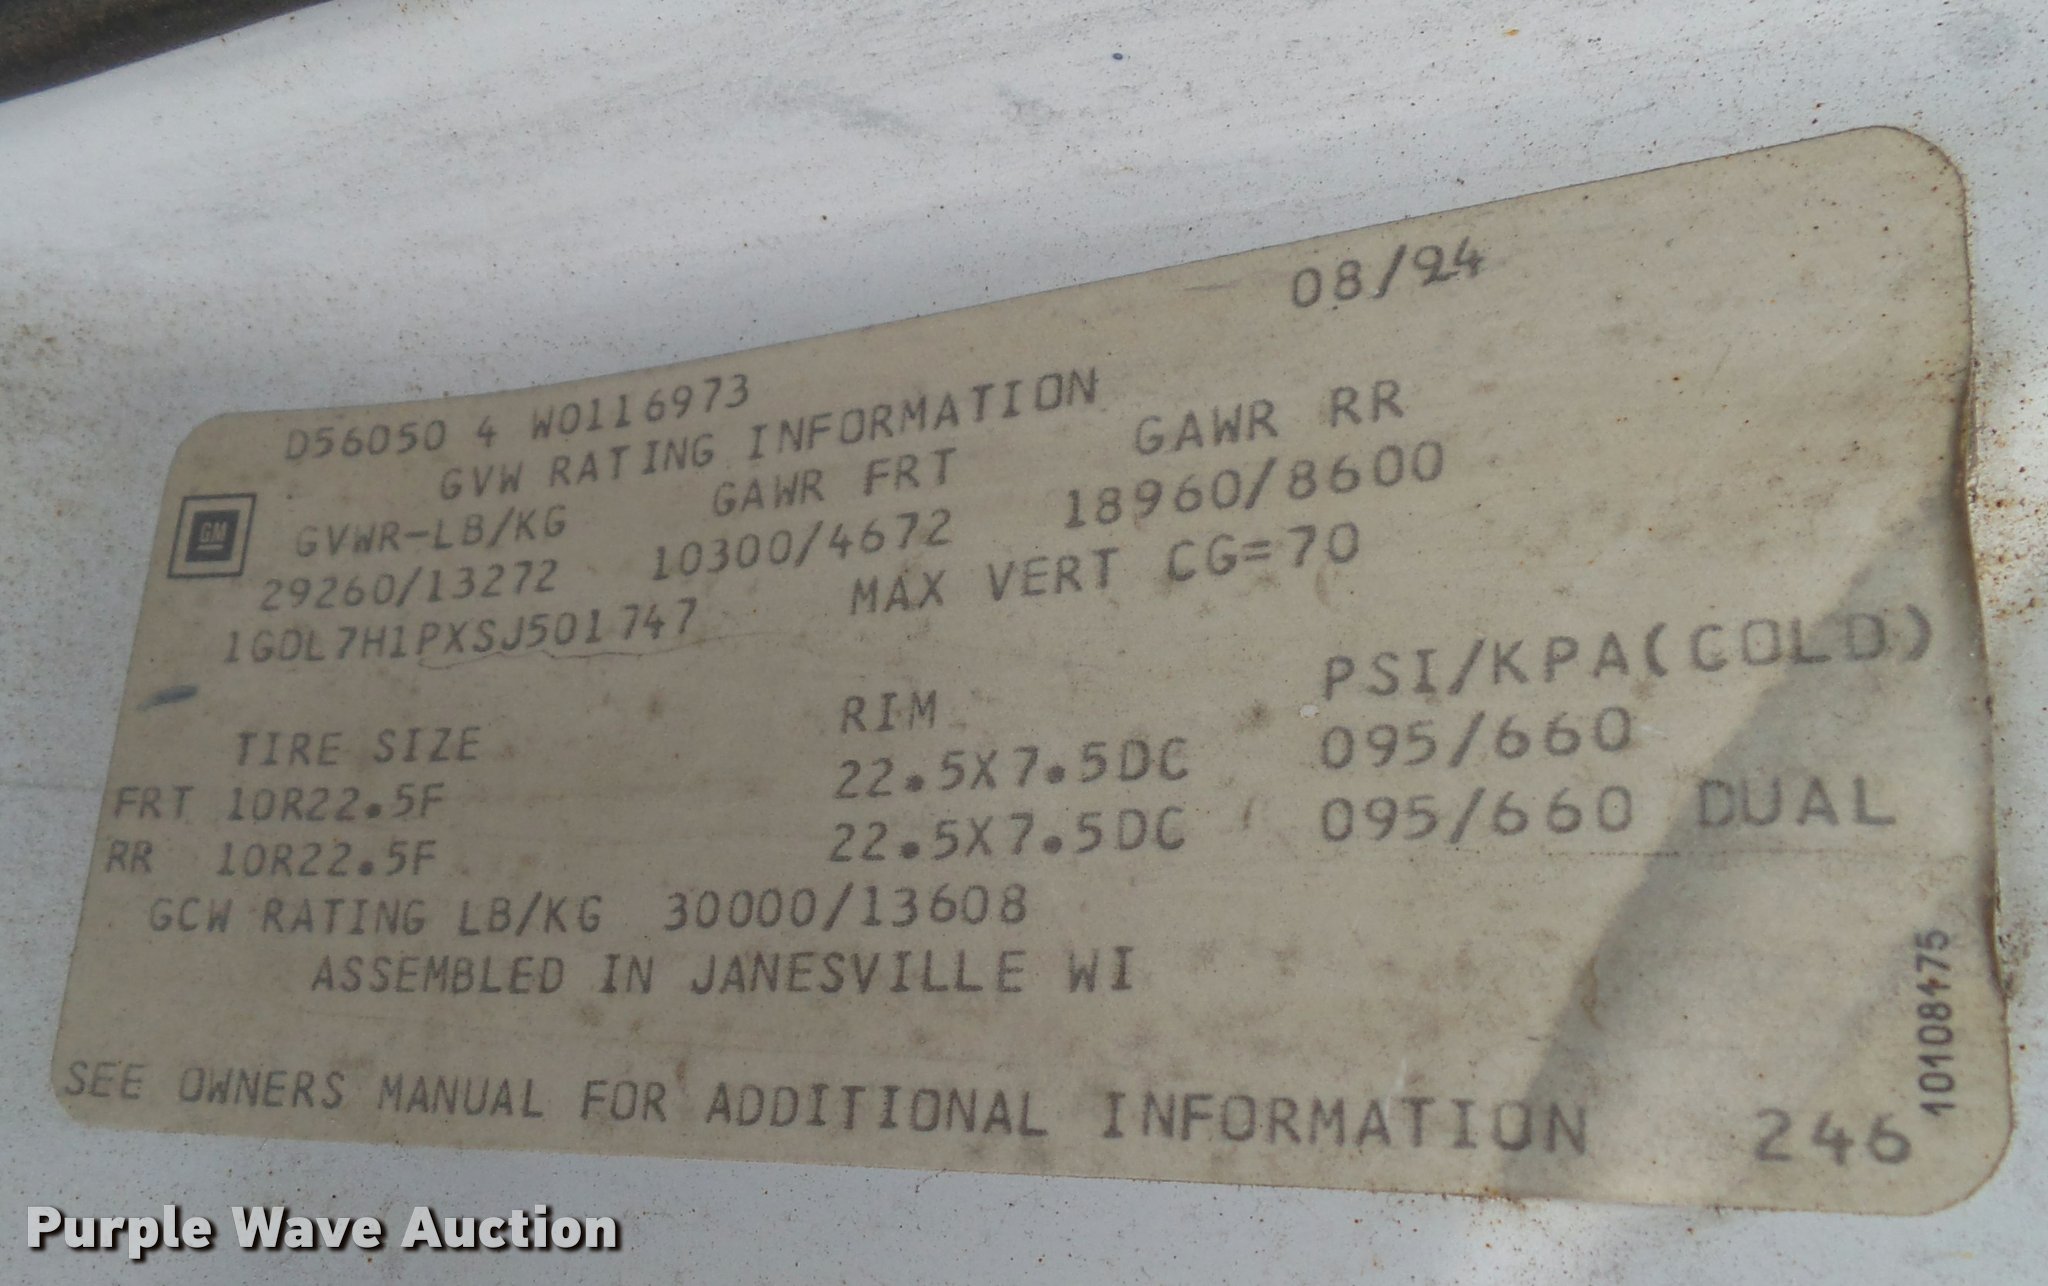 08/24
D56050 4 W0116973
GVW RATING INFORMATION
GM
GVWR-LB/KG GAWR FRT GAWR RR
29260/13272 10300/4672 18960/8600
1GDL7H1PXSJ501747 MAX VERT CG=70
TIRE SIZE RIM PSI/KPA(COLD)
FRT 10R22.5F 22.5X7.5DC 095/660
RR 10R22.5F 22.5X7.5DC 095/660 DUAL
GCW RATING LB/KG 30000/13608
ASSEMBLED IN JANESVILLE WI
SEE OWNERS MANUAL FOR ADDITIONAL INFORMATION 246
10108475
Purple Wave Auction